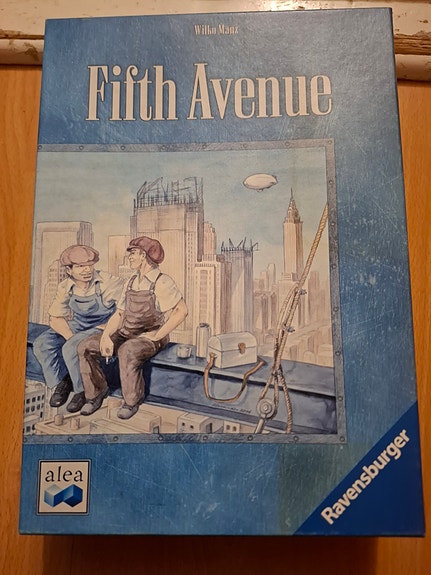 Wilko Manz
Fifth Avenue
alea
Ravensburger